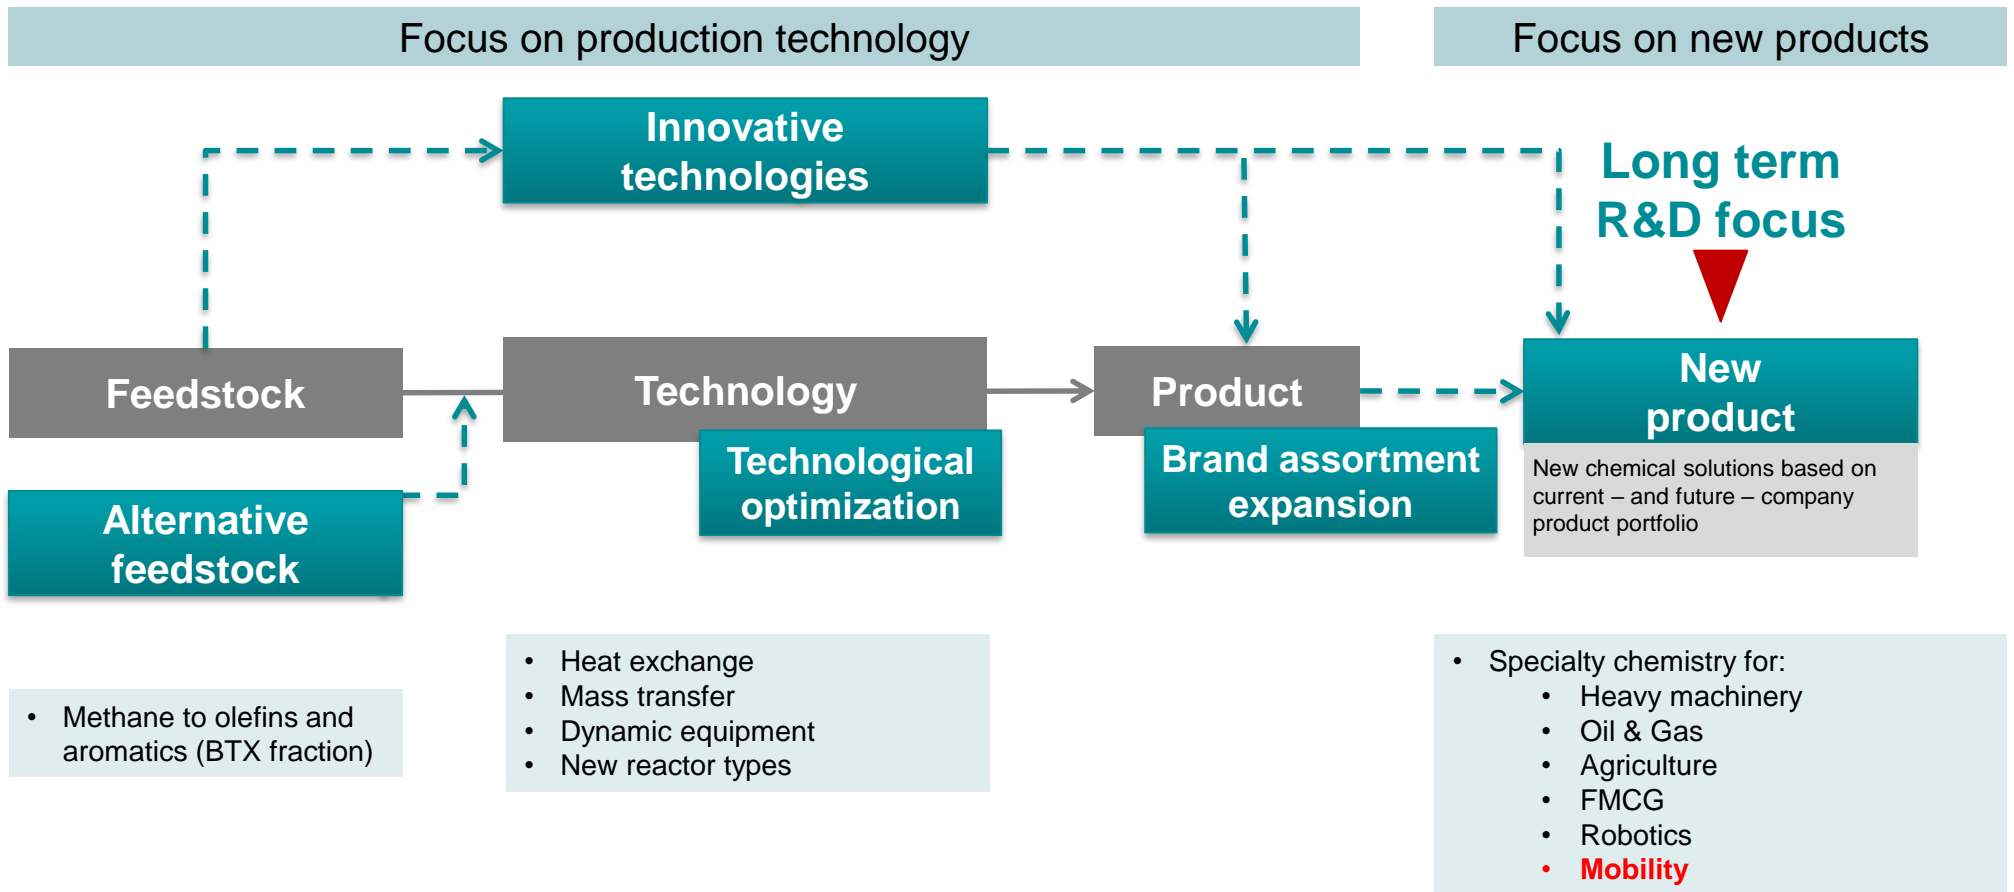 Focus on production technology
Focus on new products
Innovative
technologies
Long term
R&D focus
Feedstock
Technology
Product
New
product
Technological
optimization
Brand assortment
expansion
New chemical solutions based on
current – and future – company
product portfolio
Alternative
feedstock
• Methane to olefins and
aromatics (BTX fraction)
• Heat exchange
• Mass transfer
• Dynamic equipment
• New reactor types
• Specialty chemistry for:
• Heavy machinery
• Oil & Gas
• Agriculture
• FMCG
• Robotics
• Mobility